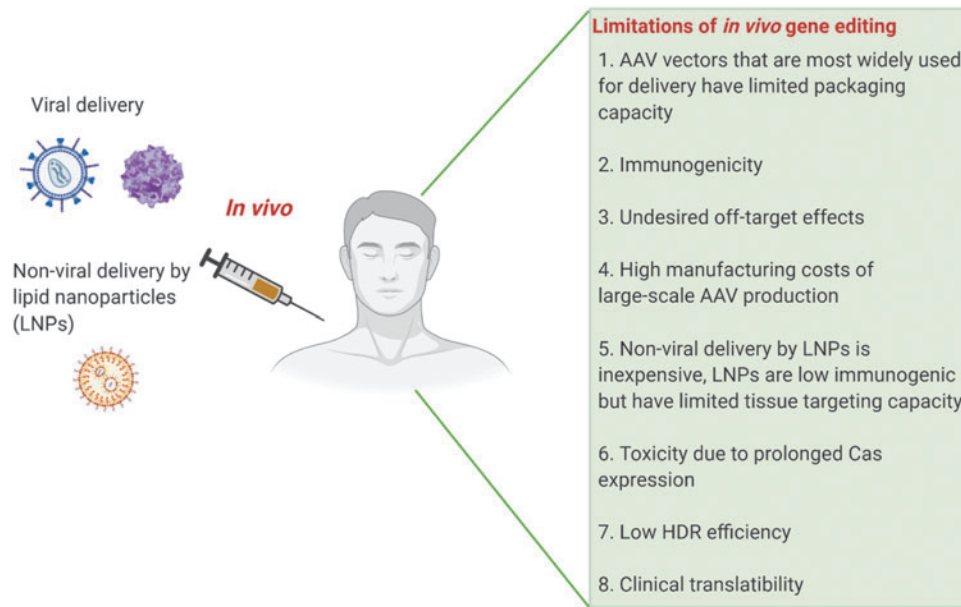 Viral delivery
In vivo
Non-viral delivery by
lipid nanoparticles
(LNPs)
Limitations of in vivo gene editing
1. AAV vectors that are most widely used
for delivery have limited packaging
capacity
2. Immunogenicity
3. Undesired off-target effects
4. High manufacturing costs of
large-scale AAV production
5. Non-viral delivery by LNPs is
inexpensive, LNPs are low immunogenic
but have limited tissue targeting capacity
6. Toxicity due to prolonged Cas
expression
7. Low HDR efficiency
8. Clinical translatibility